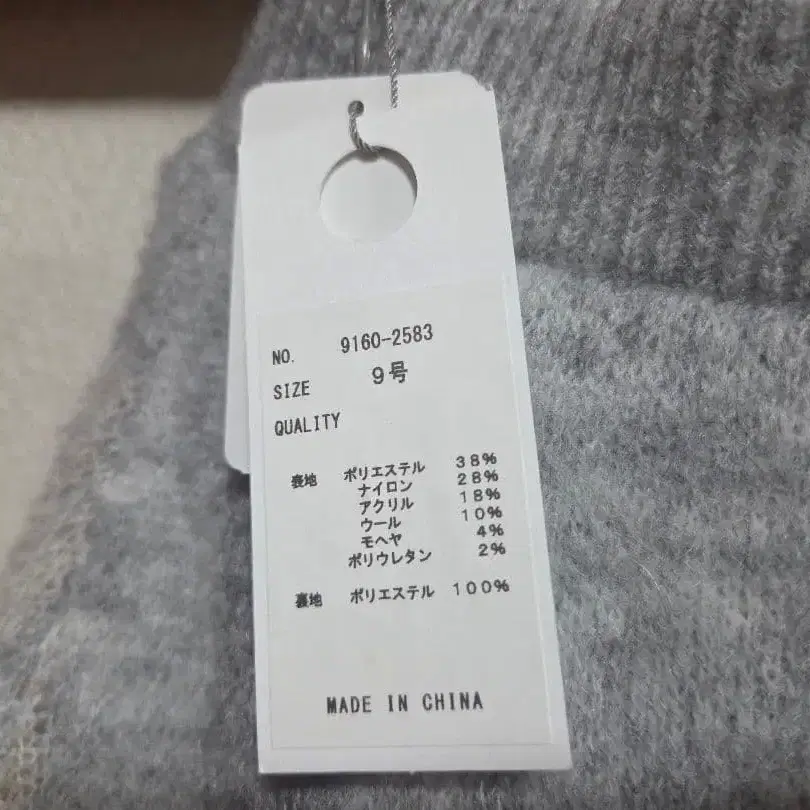 NO. 9160-2583
SIZE 9号
QUALITY
表地 ポリエステル 38%
ナイロン 28%
アクリル 18%
ウール 10%
モヘヤ 4%
ポリウレタン 2%
裏地 ポリエステル 100%
MADE IN CHINA